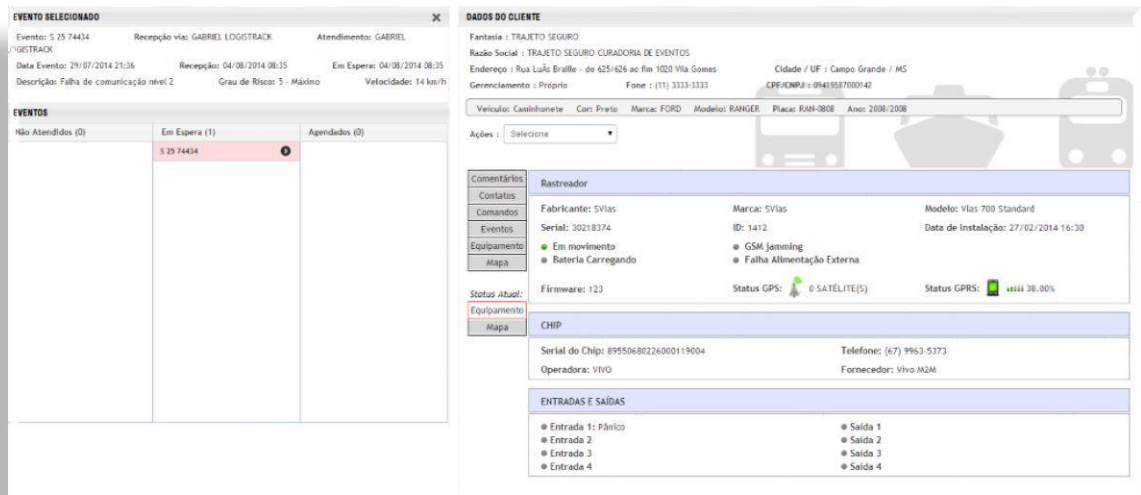 EVENTO SELECIONADO
Evento: S 25 74434 Recepção via: GABRIEL LOGISTRACK Atendimento: GABRIEL
LOGISTRACK
Data Evento: 29/07/2014 21:36 Recepção: 04/08/2014 08:35 Em Espera: 04/08/2014 08:35
Descrição: Falha de comunicação nível 2 Grau de Risco: 5 - Máximo Velocidade: 14 km/h
EVENTOS
Não Atendidos (0) Em Espera (1) Agendados (0)
S 25 74434
DADOS DO CLIENTE
Fantasia : TRAJETO SEGURO
Razão Social : TRAJETO SEGURO CURADORIA DE EVENTOS
Endereço : Rua LuÃs Braille - de 625/626 ao fim 1020 Vila Gomes Cidade / UF : Campo Grande / MS
Gerenciamento : Próprio Fone : (11) 3333-3333 CPF/CNPJ : 09419587000142
Veículo: Caminhonete Cor: Preto Marca: FORD Modelo: RANGER Placa: RAN-0808 Ano: 2008/2008
Ações : Selecione
Comentários
Contatos
Comandos
Eventos
Equipamento
Mapa
Status Atual:
Equipamento
Mapa
Rastreador
Fabricante: SVias Marca: SVias Modelo: Vias 700 Standard
Serial: 30218374 ID: 1412 Data de Instalação: 27/02/2014 16:30
Em movimento GSM jamming
Bateria Carregando Falha Alimentação Externa
Firmware: 123 Status GPS: 0 SATÉLITE(S) Status GPRS: 38.00%
CHIP
Serial do Chip: 89550680226000119004 Telefone: (67) 9963-5373
Operadora: VIVO Fornecedor: Vivo M2M
ENTRADAS E SAÍDAS
Entrada 1: Pânico Saída 1
Entrada 2 Saída 2
Entrada 3 Saída 3
Entrada 4 Saída 4